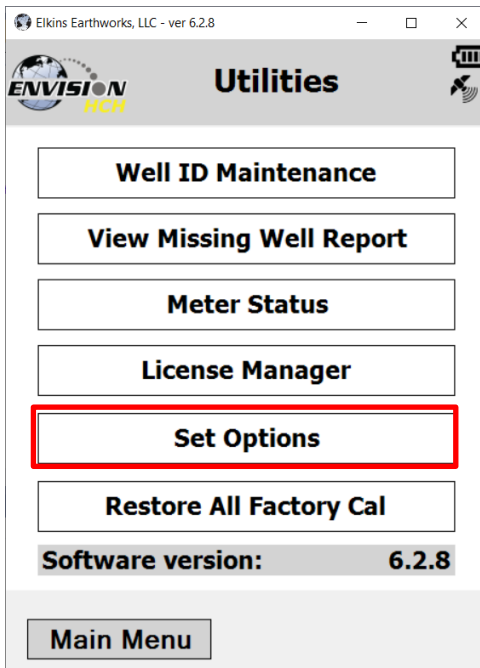 Elkins Earthworks, LLC - ver 6.2.8
ENVISION
HCH
Utilities
Well ID Maintenance
View Missing Well Report
Meter Status
License Manager
Set Options
Restore All Factory Cal
Software version: 6.2.8
Main Menu